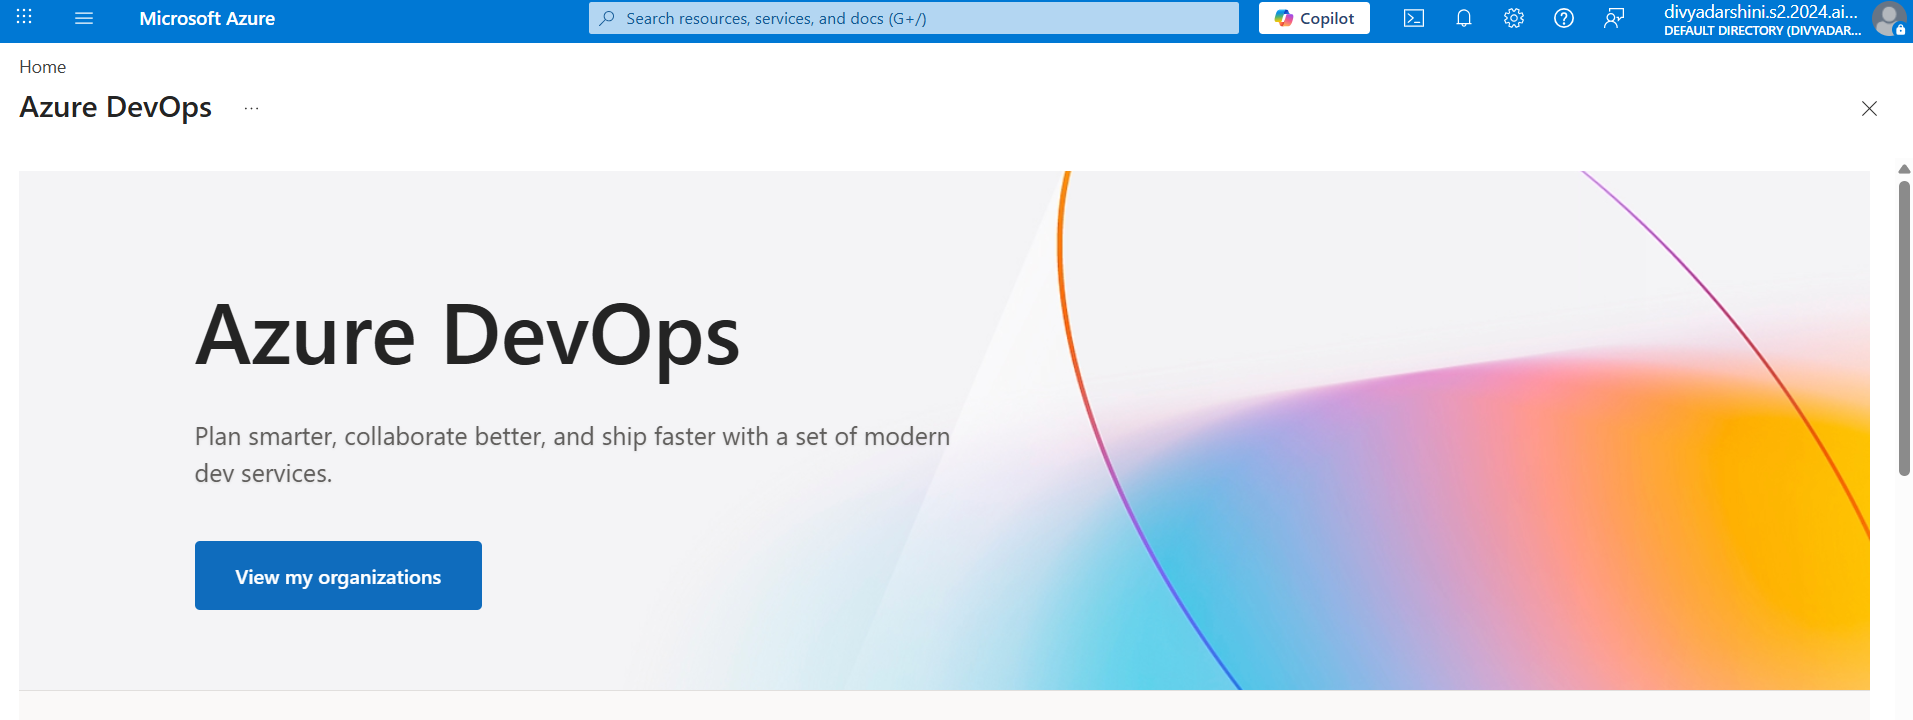 Microsoft Azure
Search resources, services, and docs (G+/)
Copilot
divyadarshini.s2.2024.ai...
DEFAULT DIRECTORY (DIVYADAR...
Home
Azure DevOps
...
Azure DevOps
Plan smarter, collaborate better, and ship faster with a set of modern
dev services.
View my organizations